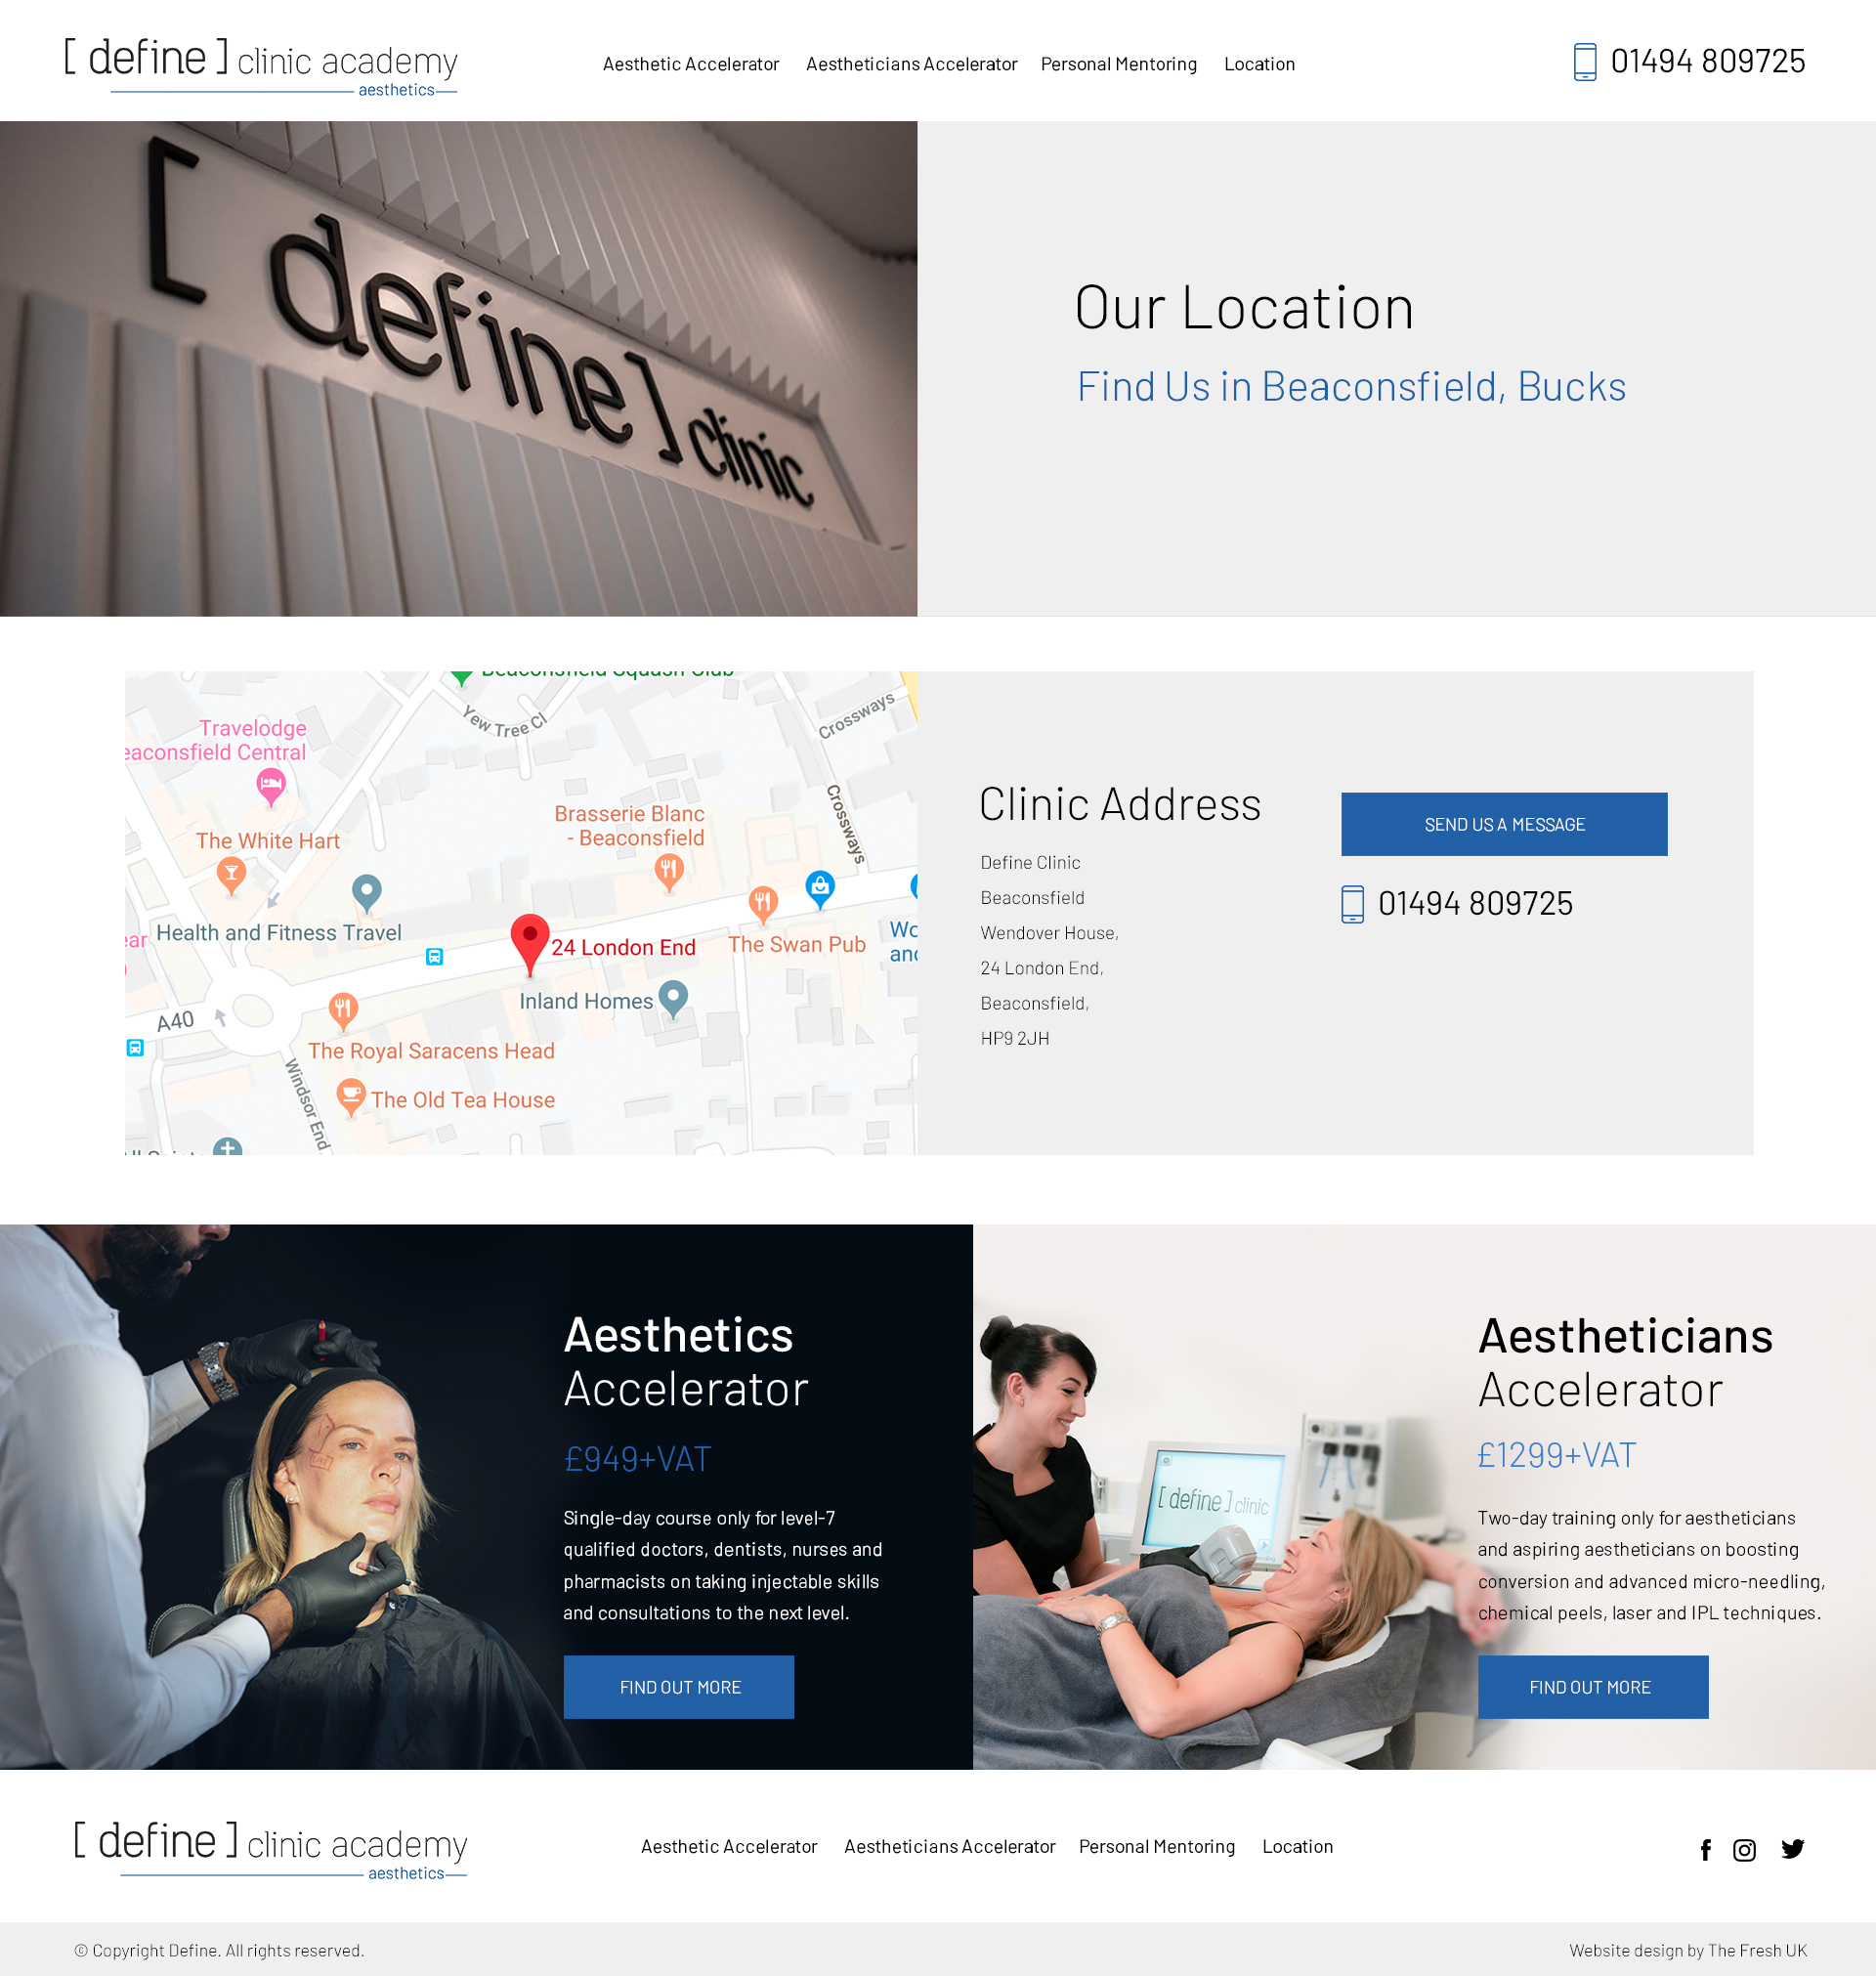 [ define ] clinic academy
aesthetics
Aesthetic Accelerator Aestheticians Accelerator Personal Mentoring Location
01494 809725
[ define ] clinic
Our Location
Find Us in Beaconsfield, Bucks
Beaconsfield Squash Club
Yew Tree Cl
Crossways
Travelodge
eaconsfield Central
Crossways
Brasserie Blanc
- Beaconsfield
The White Hart
Health and Fitness Travel
ear
24 London End
The Swan Pub
Wo
and
Inland Homes
A40
The Royal Saracens Head
Windsor End
The Old Tea House
Clinic Address
Define Clinic
Beaconsfield
Wendover House,
24 London End,
Beaconsfield,
HP9 2JH
SEND US A MESSAGE
01494 809725
Aesthetics
Accelerator
£949+VAT
Single-day course only for level-7
qualified doctors, dentists, nurses and
pharmacists on taking injectable skills
and consultations to the next level.
FIND OUT MORE
[ define ] clinic
Aestheticians
Accelerator
£1299+VAT
Two-day training only for aestheticians
and aspiring aestheticians on boosting
conversion and advanced micro-needling,
chemical peels, laser and IPL techniques.
FIND OUT MORE
[ define ] clinic academy
aesthetics
Aesthetic Accelerator Aestheticians Accelerator Personal Mentoring Location
© Copyright Define. All rights reserved.
Website design by The Fresh UK